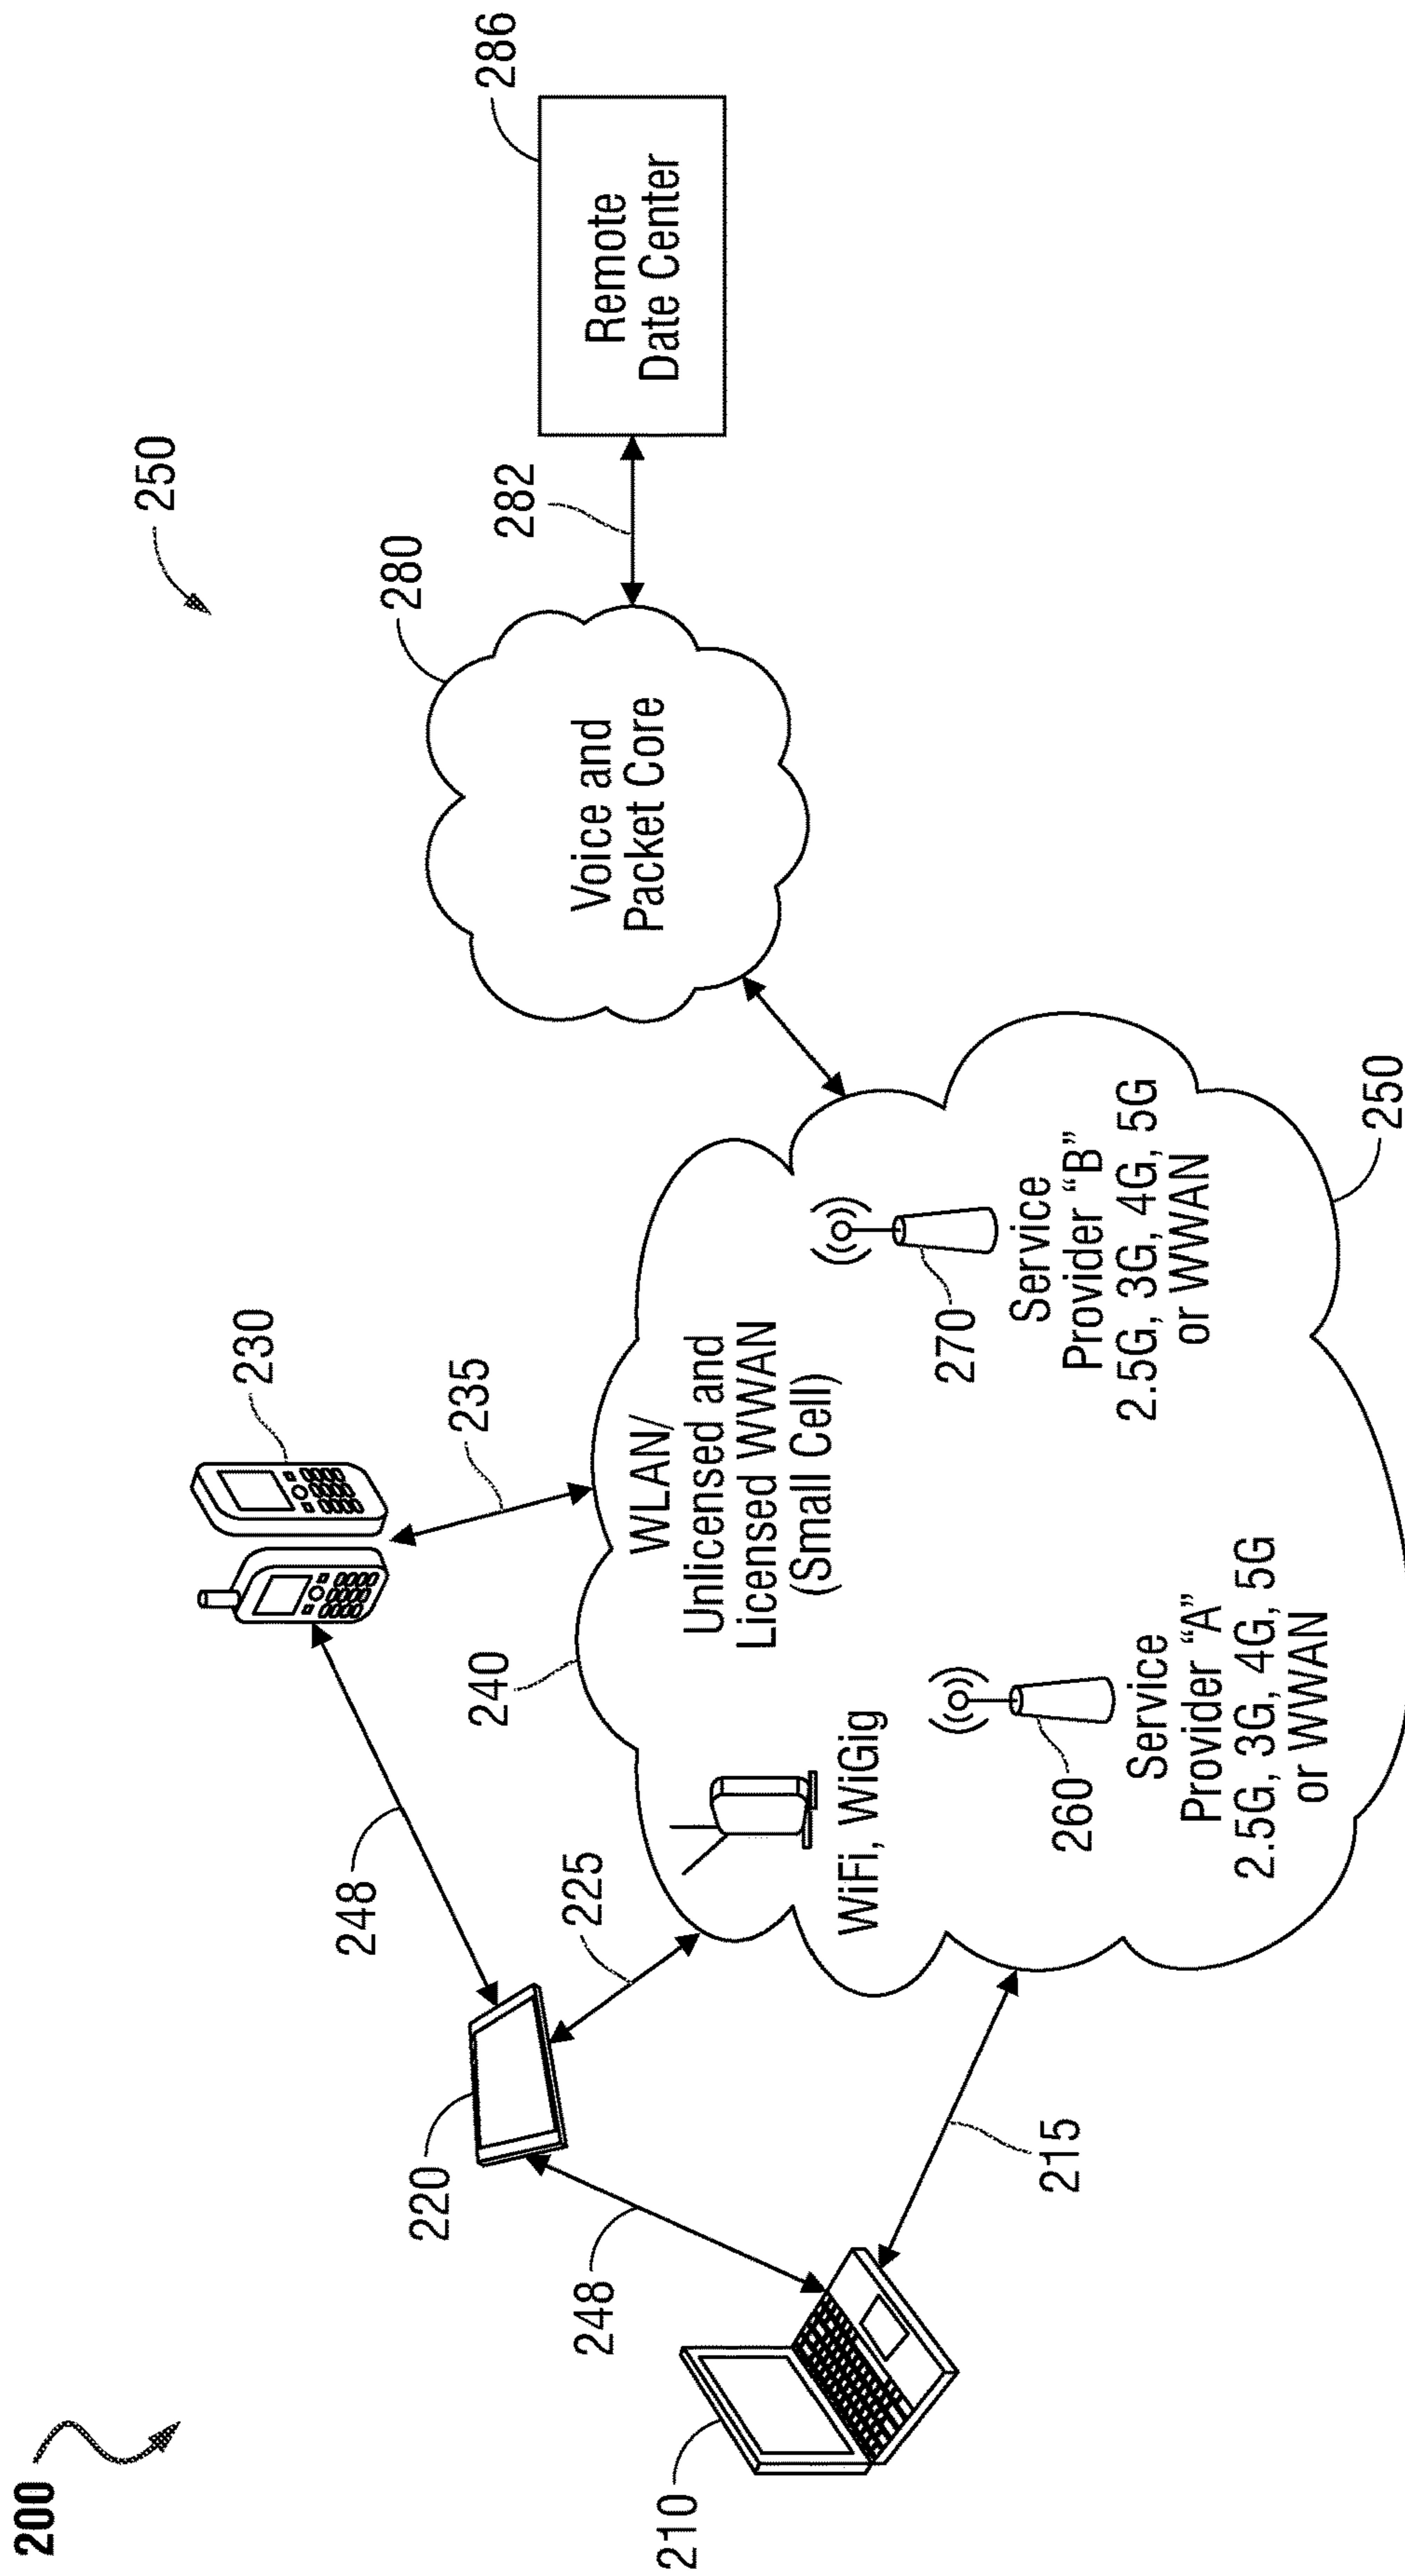 200
250
230
235
248
240
220
225
248
210
215
WLAN/
Unlicensed and
Licensed WWAN
(Small Cell)
WiFi, WiGig
260
Service
Provider "A"
2.5G, 3G, 4G, 5G
or WWAN
270
Service
Provider "B"
2.5G, 3G, 4G, 5G
or WWAN
250
280
Voice and
Packet Core
282
286
Remote
Date Center